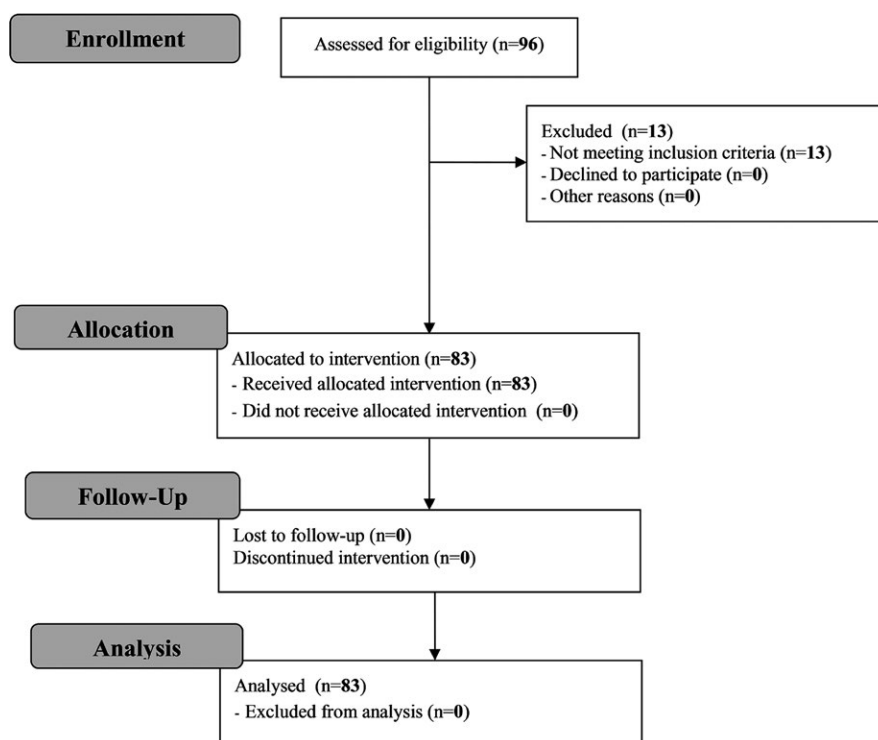 Enrollment
Assessed for eligibility (n=96)
Excluded (n=13)
- Not meeting inclusion criteria (n=13)
- Declined to participate (n=0)
- Other reasons (n=0)
Allocation
Allocated to intervention (n=83)
- Received allocated intervention (n=83)
- Did not receive allocated intervention (n=0)
Follow-Up
Lost to follow-up (n=0)
Discontinued intervention (n=0)
Analysis
Analysed (n=83)
- Excluded from analysis (n=0)